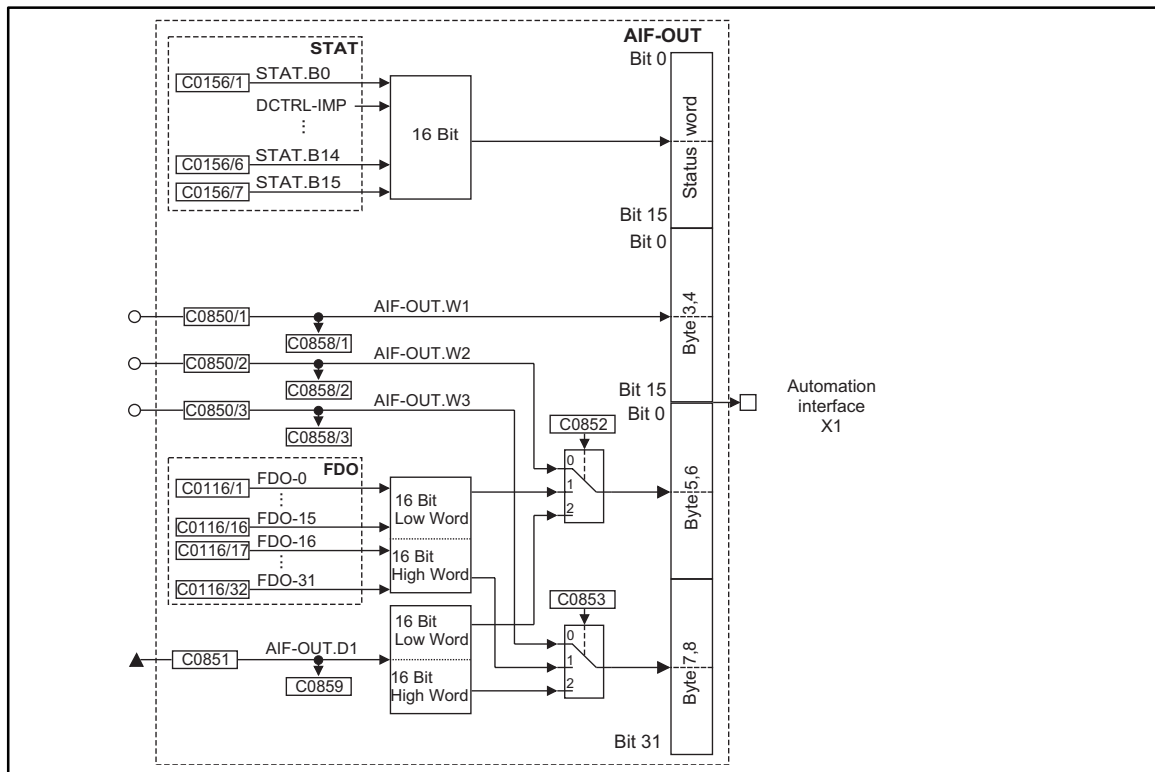 AIF-OUT
STAT
Bit 0
C0156/1
STAT.B0
DCTRL-IMP
⋮
16 Bit
C0156/6
STAT.B14
C0156/7
STAT.B15
Status word
Bit 15
Bit 0
C0850/1
AIF-OUT.W1
C0858/1
Byte 3,4
C0850/2
AIF-OUT.W2
C0858/2
Bit 15
Bit 0
C0850/3
AIF-OUT.W3
C0858/3
Automation
interface
X1
C0852
0
1
2
Byte 5,6
FDO
C0116/1
FDO-0
⋮
C0116/16
FDO-15
C0116/17
FDO-16
⋮
C0116/32
FDO-31
16 Bit
Low Word
16 Bit
High Word
C0853
0
1
2
Byte 7,8
C0851
AIF-OUT.D1
C0859
16 Bit
Low Word
16 Bit
High Word
Bit 31